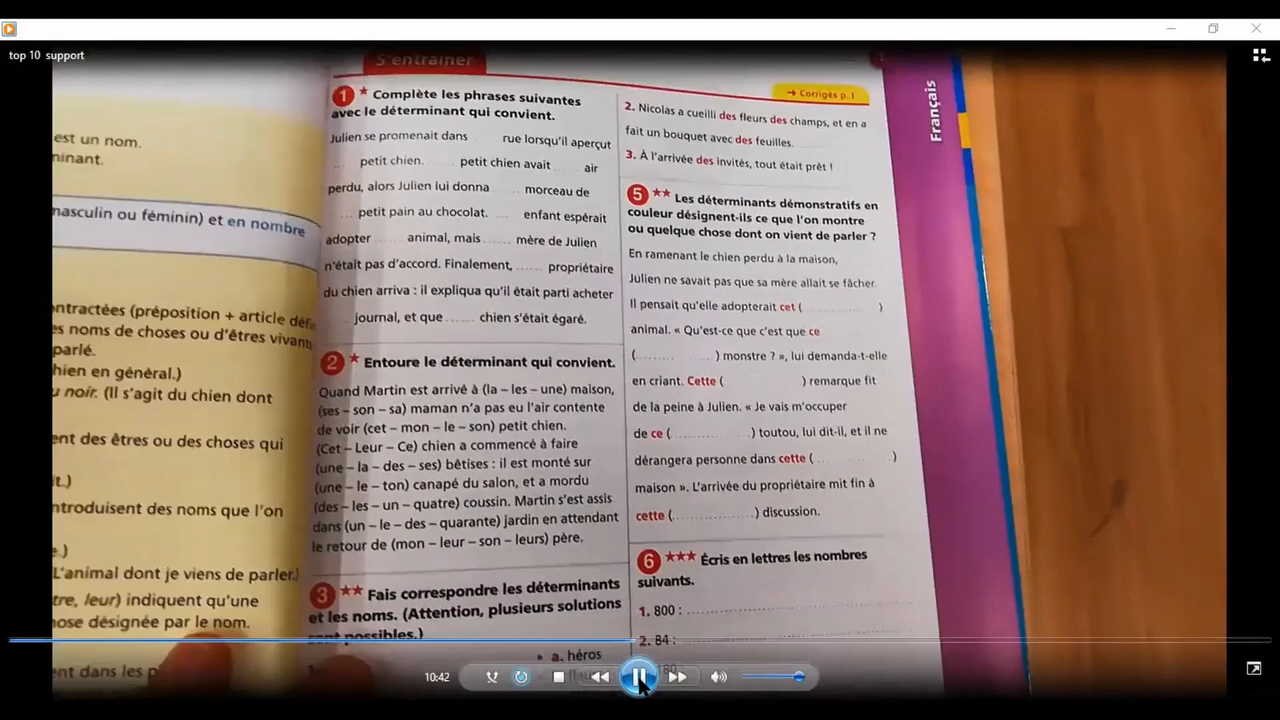 top 10 support
est un nom.
minant.
masculin ou féminin) et en nombre
ontractées (préposition + article défi
es noms de choses ou d'êtres vivant
parlé.
hien en général.)
u noir. (Il s'agit du chien dont
ent des êtres ou des choses qui
it.)
ntroduisent des noms que l'on
e.)
L'animal dont je viens de parler.)
tre, leur) indiquent qu'une
ose désignée par le nom.
ent dans les p
S'entraîner
1 * Complète les phrases suivantes
avec le déterminant qui convient.
Julien se promenait dans ..... rue lorsqu'il aperçut
..... petit chien. ..... petit chien avait ..... air
perdu, alors Julien lui donna ..... morceau de
..... petit pain au chocolat. ..... enfant espérait
adopter ..... animal, mais ...... mère de Julien
n'était pas d'accord. Finalement, ...... propriétaire
du chien arriva : il expliqua qu'il était parti acheter
..... journal, et que ...... chien s'était égaré.
2 * Entoure le déterminant qui convient.
Quand Martin est arrivé à (la – les – une) maison,
(ses – son – sa) maman n'a pas eu l'air contente
de voir (cet – mon – le – son) petit chien.
(Cet – Leur – Ce) chien a commencé à faire
(une – la – des – ses) bêtises : il est monté sur
(une – le – ton) canapé du salon, et a mordu
(des – les – un – quatre) coussin. Martin s'est assis
dans (un – le – des – quarante) jardin en attendant
le retour de (mon – leur – son – leurs) père.
3 ** Fais correspondre les déterminants
et les noms. (Attention, plusieurs solutions
sont possibles.)
• a. héros
→ Corrigés p. I
2. Nicolas a cueilli des fleurs des champs, et en a
fait un bouquet avec des feuilles.
3. À l'arrivée des invités, tout était prêt !
5 ** Les déterminants démonstratifs en
couleur désignent-ils ce que l'on montre
ou quelque chose dont on vient de parler ?
En ramenant le chien perdu à la maison,
Julien ne savait pas que sa mère allait se fâcher.
Il pensait qu'elle adopterait cet (..............)
animal. « Qu'est-ce que c'est que ce
(..............) monstre ? », lui demanda-t-elle
en criant. Cette (..............) remarque fit
de la peine à Julien. « Je vais m'occuper
de ce (..............) toutou, lui dit-il, et il ne
dérangera personne dans cette (..............)
maison ». L'arrivée du propriétaire mit fin à
cette (..............) discussion.
6 *** Écris en lettres les nombres
suivants.
1. 800 : ..............
2. 84 : ..............
Français
10:42